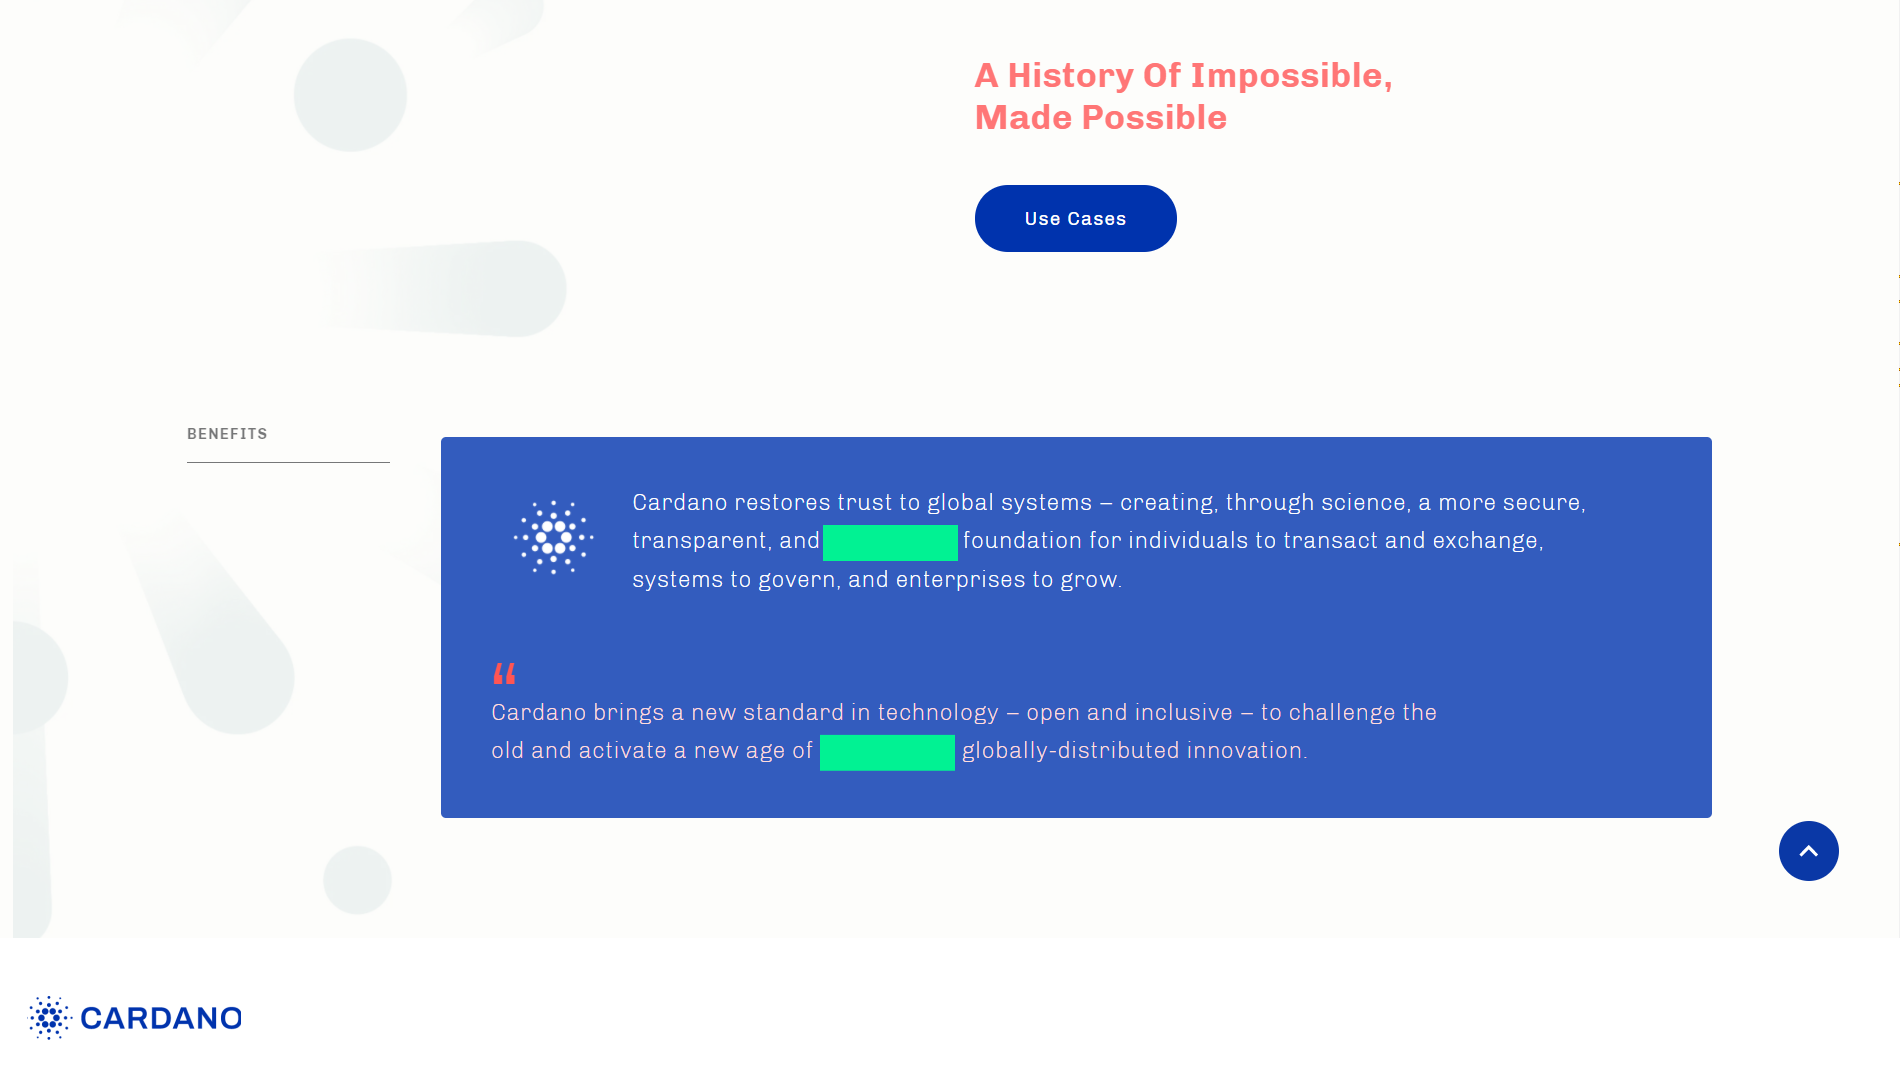 A History Of Impossible,
Made Possible
Use Cases
BENEFITS
Cardano restores trust to global systems – creating, through science, a more secure,
transparent, and foundation for individuals to transact and exchange,
systems to govern, and enterprises to grow.
“
Cardano brings a new standard in technology – open and inclusive – to challenge the
old and activate a new age of globally-distributed innovation.
CARDANO